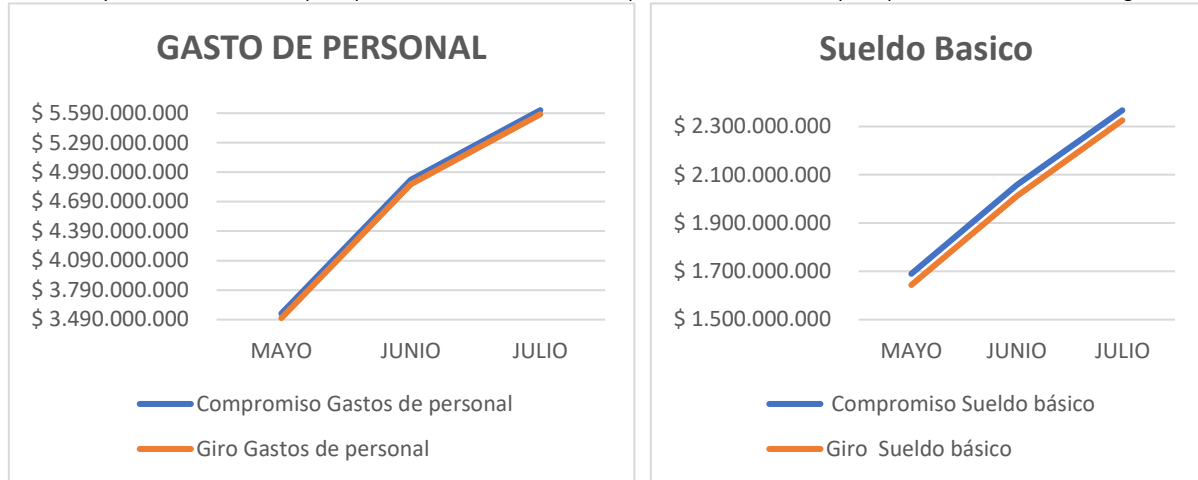 GASTO DE PERSONAL
$ 5.590.000.000
$ 5.290.000.000
$ 4.990.000.000
$ 4.690.000.000
$ 4.390.000.000
$ 4.090.000.000
$ 3.790.000.000
$ 3.490.000.000
MAYO JUNIO JULIO
Compromiso Gastos de personal
Giro Gastos de personal
Sueldo Basico
$ 2.300.000.000
$ 2.100.000.000
$ 1.900.000.000
$ 1.700.000.000
$ 1.500.000.000
MAYO JUNIO JULIO
Compromiso Sueldo básico
Giro Sueldo básico